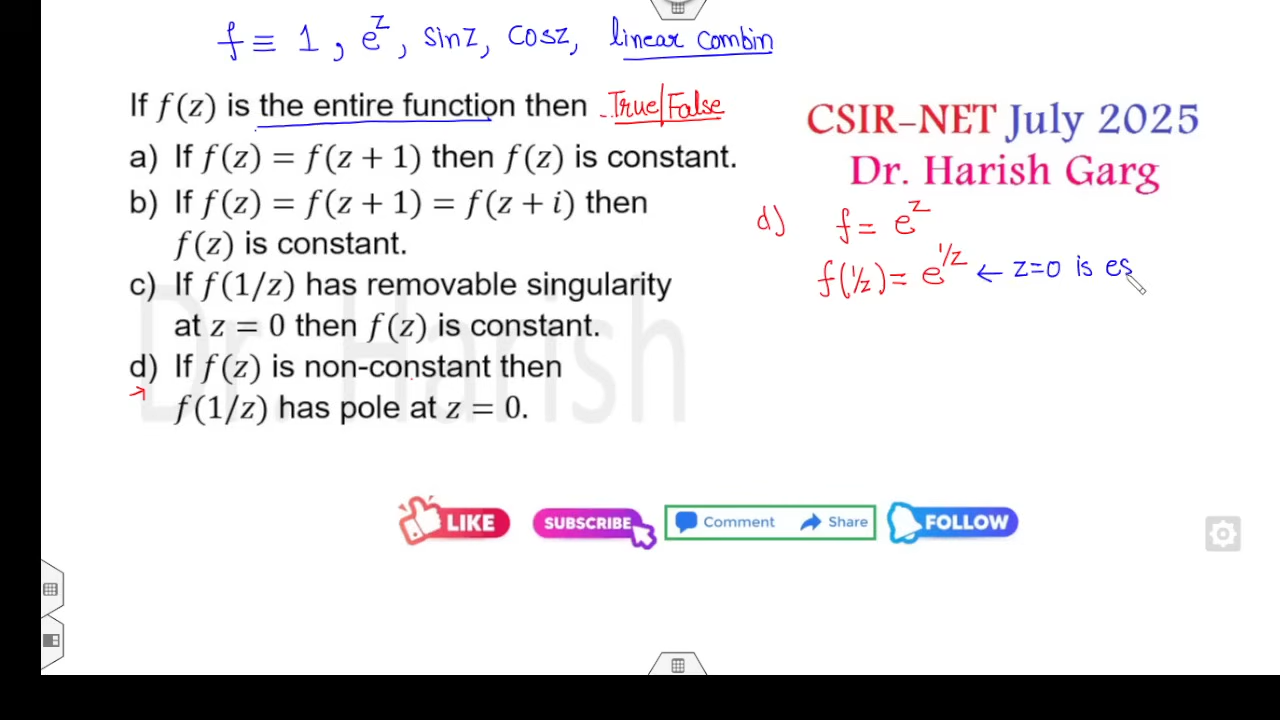 f ≡ 1, e^z, sinz, cosz, linear combin
If f(z) is the entire function then True/False
a) If f(z) = f(z + 1) then f(z) is constant.
b) If f(z) = f(z + 1) = f(z + i) then
f(z) is constant.
c) If f(1/z) has removable singularity
at z = 0 then f(z) is constant.
d) If f(z) is non-constant then
f(1/z) has pole at z = 0.
CSIR-NET July 2025
Dr. Harish Garg
d) f = e^z
f(1/z) = e^1/z ← z=0 is es
Dr. Harish
LIKE
SUBSCRIBE
Comment Share
FOLLOW